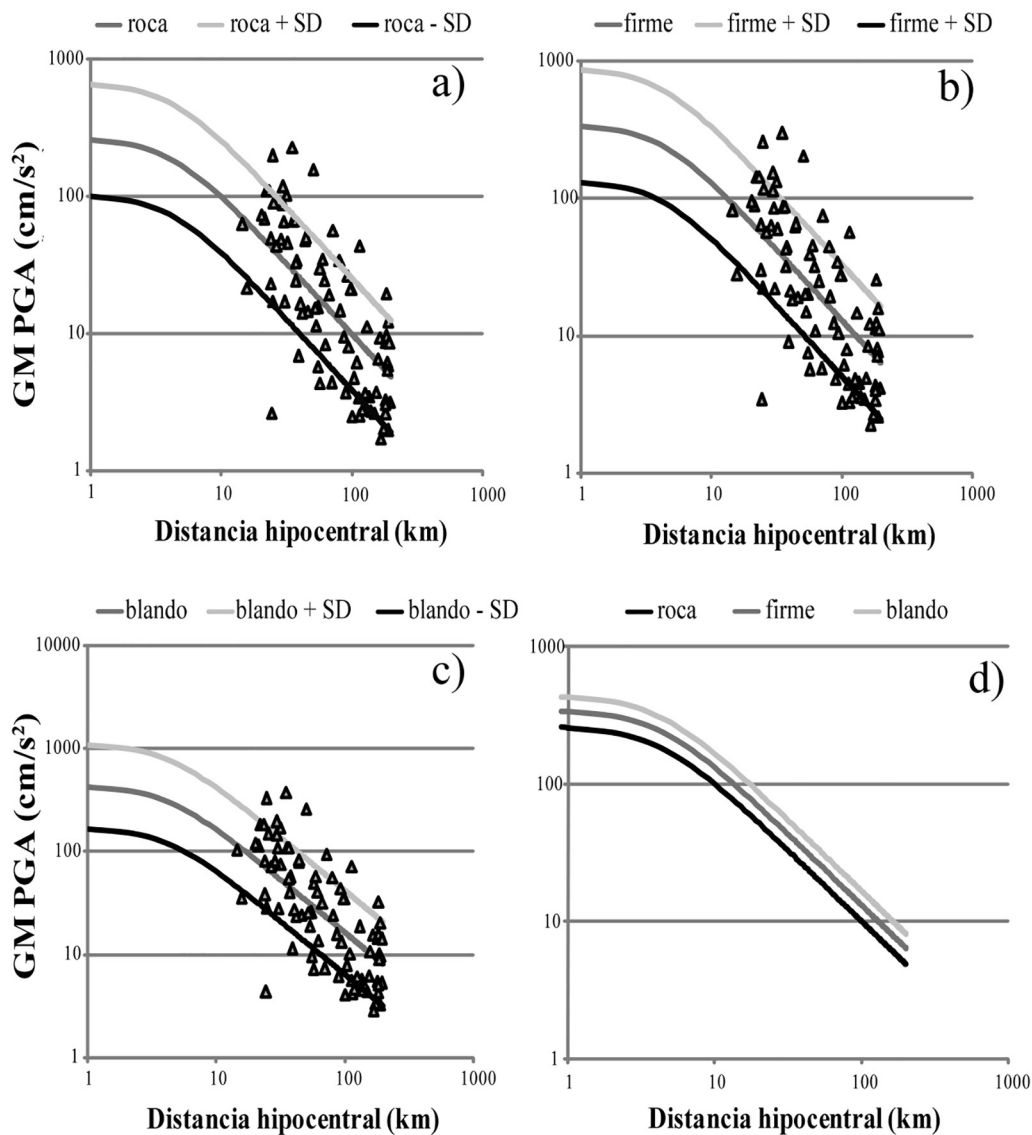 roca roca + SD roca - SD
a)
GM PGA (cm/s²)
1000
100
10
1
1 10 100 1000
Distancia hipocentral (km)
firme firme + SD firme + SD
b)
1000
100
10
1
1 10 100 1000
Distancia hipocentral (km)
blando blando + SD blando - SD
c)
GM PGA (cm/s²)
10000
1000
100
10
1
1 10 100 1000
Distancia hipocentral (km)
roca firme blando
d)
1000
100
10
1
1 10 100 1000
Distancia hipocentral (km)